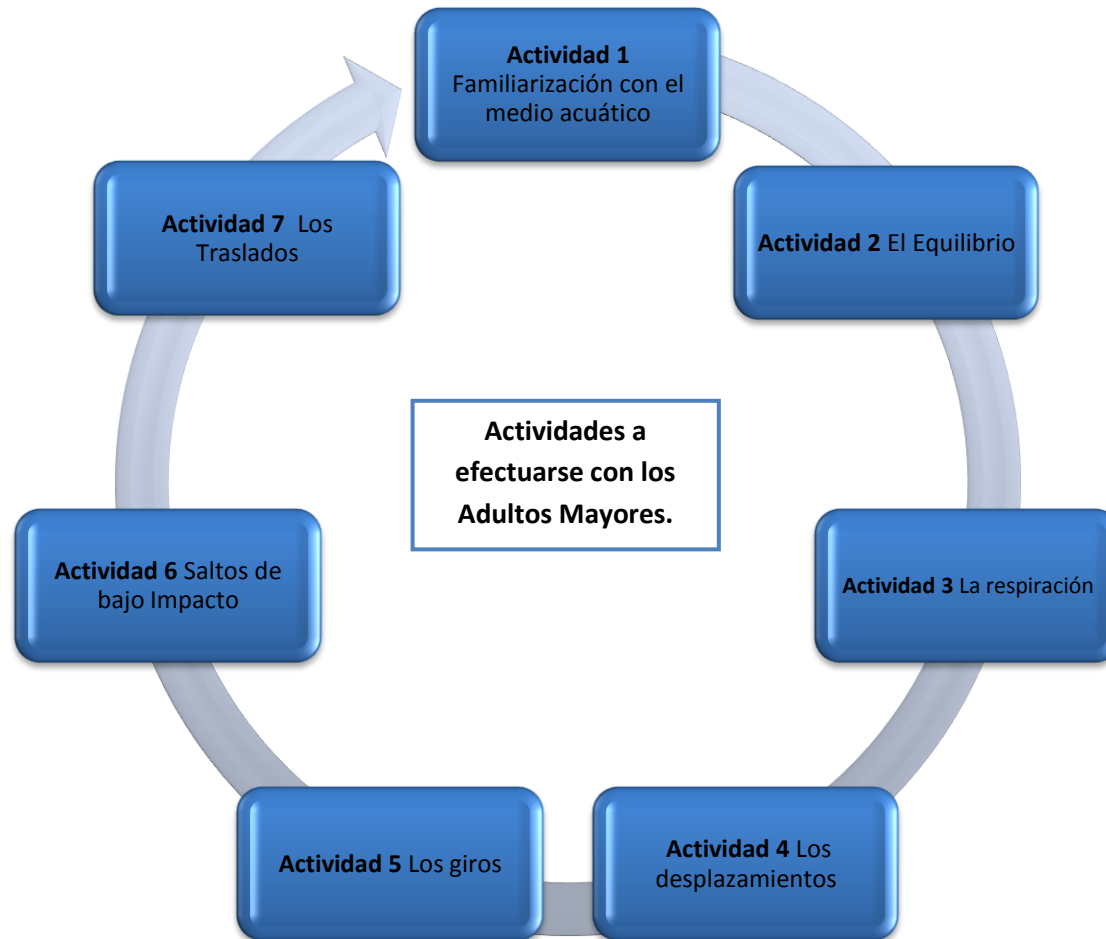 Actividad 1
Familiarización con el
medio acuático
Actividad 2 El Equilibrio
Actividad 3 La respiración
Actividad 4 Los
desplazamientos
Actividad 5 Los giros
Actividad 6 Saltos de
bajo Impacto
Actividad 7 Los
Traslados
Actividades a
efectuarse con los
Adultos Mayores.